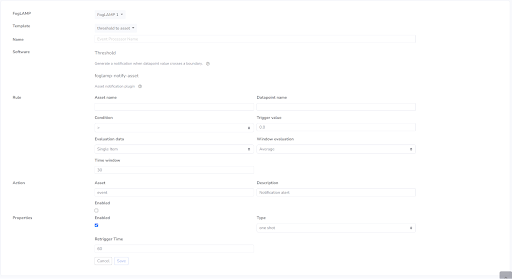 FogLAMP
FogLAMP 1
Template
threshold to asset
Name
Software
Threshold
Generate a notification when datapoint value crosses a boundary.
foglamp-notify-asset
Asset notification plugin
Rule
Asset name
Datapoint name
Condition
Trigger value
>
0.0
Evaluation data
Window evaluation
Single Item
Average
Time window
30
Action
Asset
Description
event
Notification alert
Enabled
Properties
Enabled
Type
one shot
Retrigger Time
60
Cancel
Save